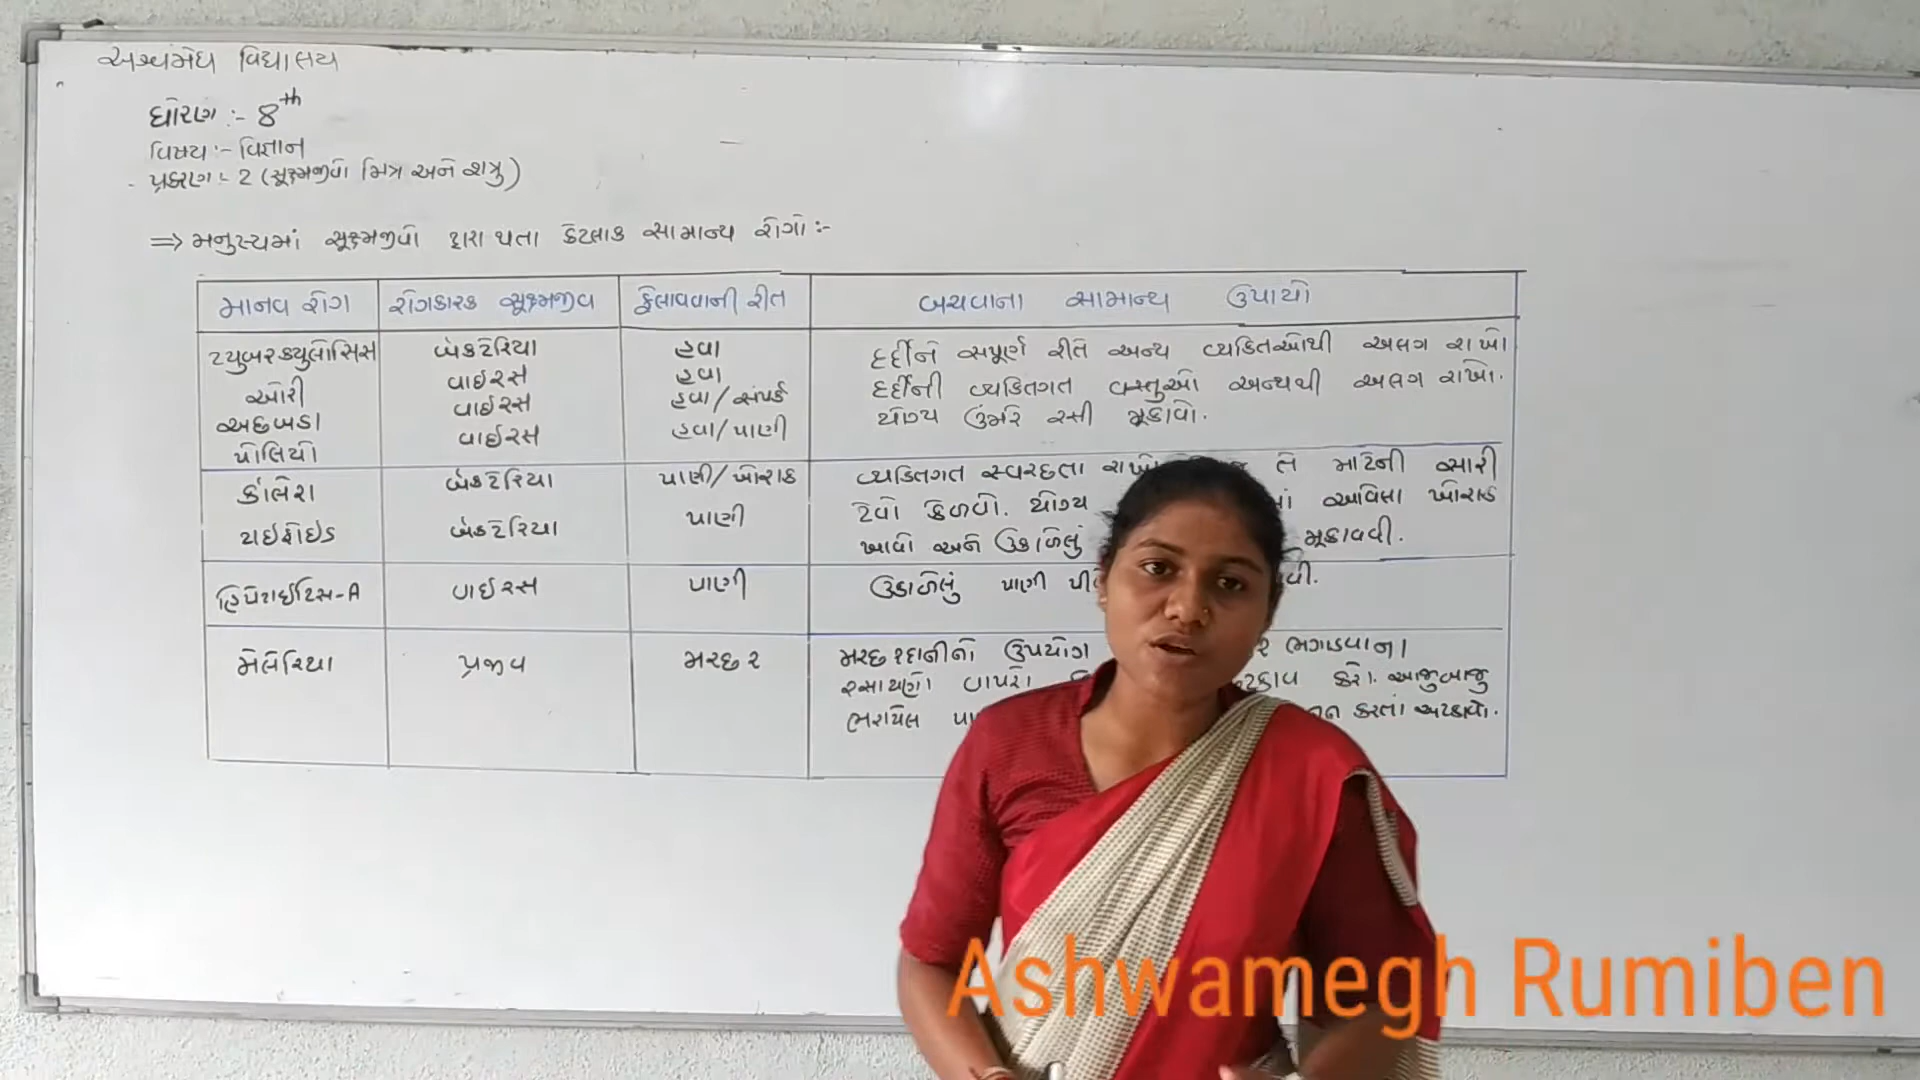 અશ્વમેઘ વિદ્યાલય
ધોરણ :- 8th
વિષય :- વિજ્ઞાન
પ્રકરણ :- 2 (સૂક્ષ્મજીવો મિત્ર અને શત્રુ)
⇒ મનુષ્યમાં સૂક્ષ્મજીવો દ્વારા થતા કેટલાક સામાન્ય રોગો :-
માનવ રોગ રોગકારક સૂક્ષ્મજીવ ફેલાવવાની રીત બચવાના સામાન્ય ઉપાયો
ટ્યુબરક્યુલોસિસ બેક્ટેરિયા હવા દર્દીને સંપૂર્ણ રીતે અન્ય વ્યક્તિઓથી અલગ રાખો
ઓરી વાઈરસ હવા દર્દીની વ્યક્તિગત વસ્તુઓ અન્યથી અલગ રાખો.
અછબડા વાઈરસ હવા/સંપર્ક યોગ્ય ઉંમરે રસી મૂકાવો.
પોલિયો વાઈરસ હવા/પાણી
કૉલેરા બેક્ટેરિયા પાણી/ખોરાક વ્યક્તિગત સ્વચ્છતા રાખો તે માટેની સારી
ટેવો કેળવો. યોગ્ય આવેલા ખોરાક
ટાઇફોઇડ બેક્ટેરિયા પાણી ખાવો અને ઉકાળેલું મૂકાવવી.
હિપેટાઇટિસ-A વાઈરસ પાણી ઉકાળેલું પાણી
મેલેરિયા પ્રજીવ મચ્છર મચ્છરદાનીનો ઉપયોગ ભગાડવાના
રસાયણો વાપરો કરો. આજુબાજુ
ભરાયેલ કરતાં અટકાવો.
Ashwamegh Rumiben